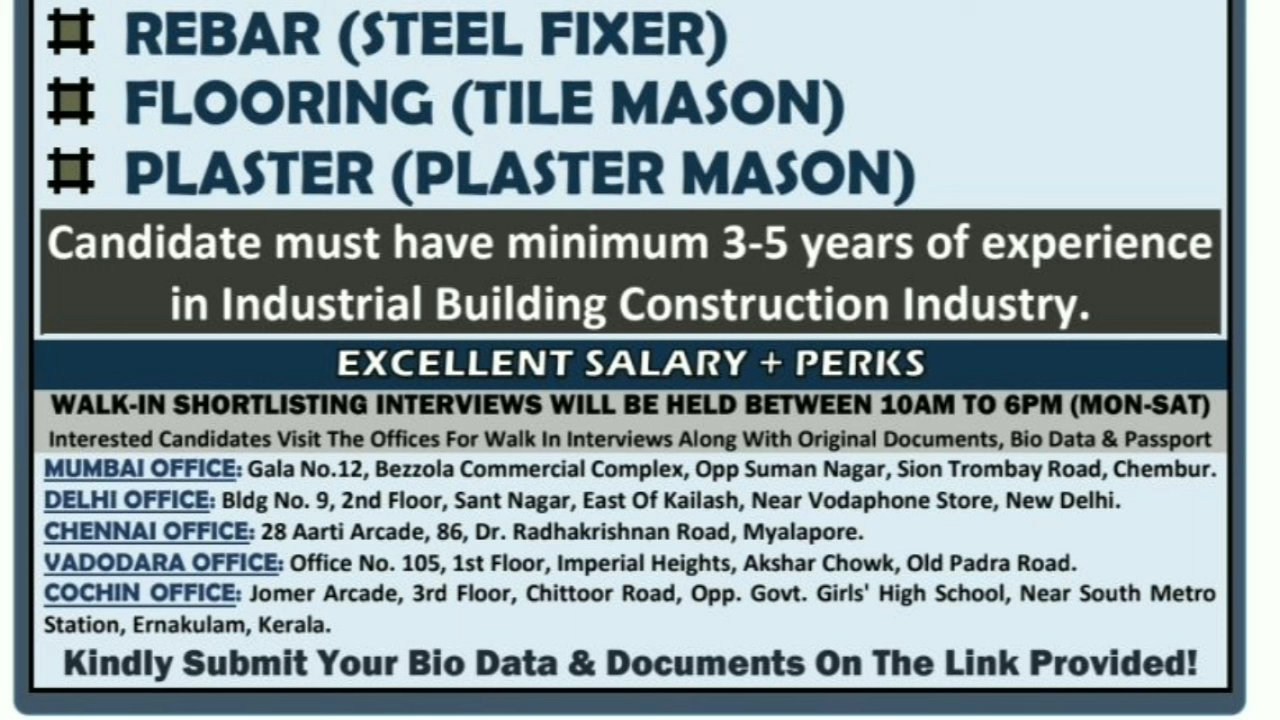 REBAR (STEEL FIXER)
FLOORING (TILE MASON)
PLASTER (PLASTER MASON)
Candidate must have minimum 3-5 years of experience
in Industrial Building Construction Industry.
EXCELLENT SALARY + PERKS
WALK-IN SHORTLISTING INTERVIEWS WILL BE HELD BETWEEN 10AM TO 6PM (MON-SAT)
Interested Candidates Visit The Offices For Walk In Interviews Along With Original Documents, Bio Data & Passport
MUMBAI OFFICE: Gala No.12, Bezzola Commercial Complex, Opp Suman Nagar, Sion Trombay Road, Chembur.
DELHI OFFICE: Bldg No. 9, 2nd Floor, Sant Nagar, East Of Kailash, Near Vodaphone Store, New Delhi.
CHENNAI OFFICE: 28 Aarti Arcade, 86, Dr. Radhakrishnan Road, Myalapore.
VADODARA OFFICE: Office No. 105, 1st Floor, Imperial Heights, Akshar Chowk, Old Padra Road.
COCHIN OFFICE: Jomer Arcade, 3rd Floor, Chittoor Road, Opp. Govt. Girls' High School, Near South Metro
Station, Ernakulam, Kerala.
Kindly Submit Your Bio Data & Documents On The Link Provided!